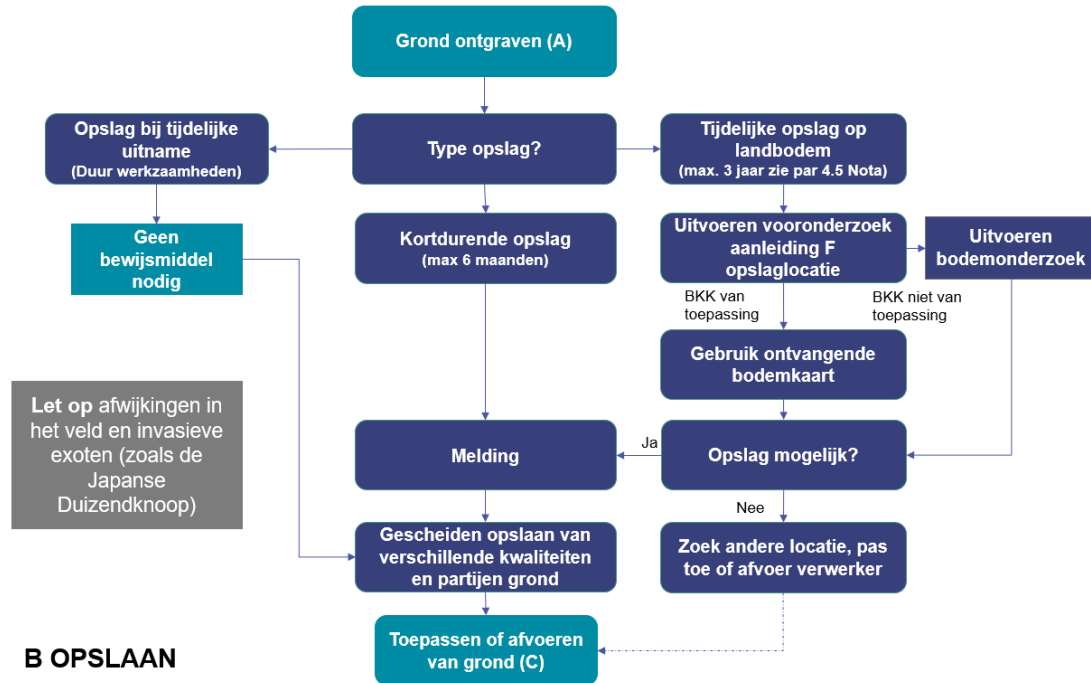 Grond ontgraven (A)
Opslag bij tijdelijke
uitname
(Duur werkzaamheden)
Type opslag?
Tijdelijke opslag op
landbodem
(max. 3 jaar zie par 4.5 Nota)
Geen
bewijsmiddel
nodig
Kortdurende opslag
(max 6 maanden)
Uitvoeren vooronderzoek
aanleiding F
opslaglocatie
Uitvoeren
bodemonderzoek
BKK van
toepassing
BKK niet van
toepassing
Gebruik ontvangende
bodemkaart
Let op afwijkingen in
het veld en invasieve
exoten (zoals de
Japanse
Duizendknoop)
Melding
Ja
Opslag mogelijk?
Nee
Gescheiden opslaan van
verschillende kwaliteiten
en partijen grond
Zoek andere locatie, pas
toe of afvoer verwerker
Toepassen of afvoeren
van grond (C)
B OPSLAAN